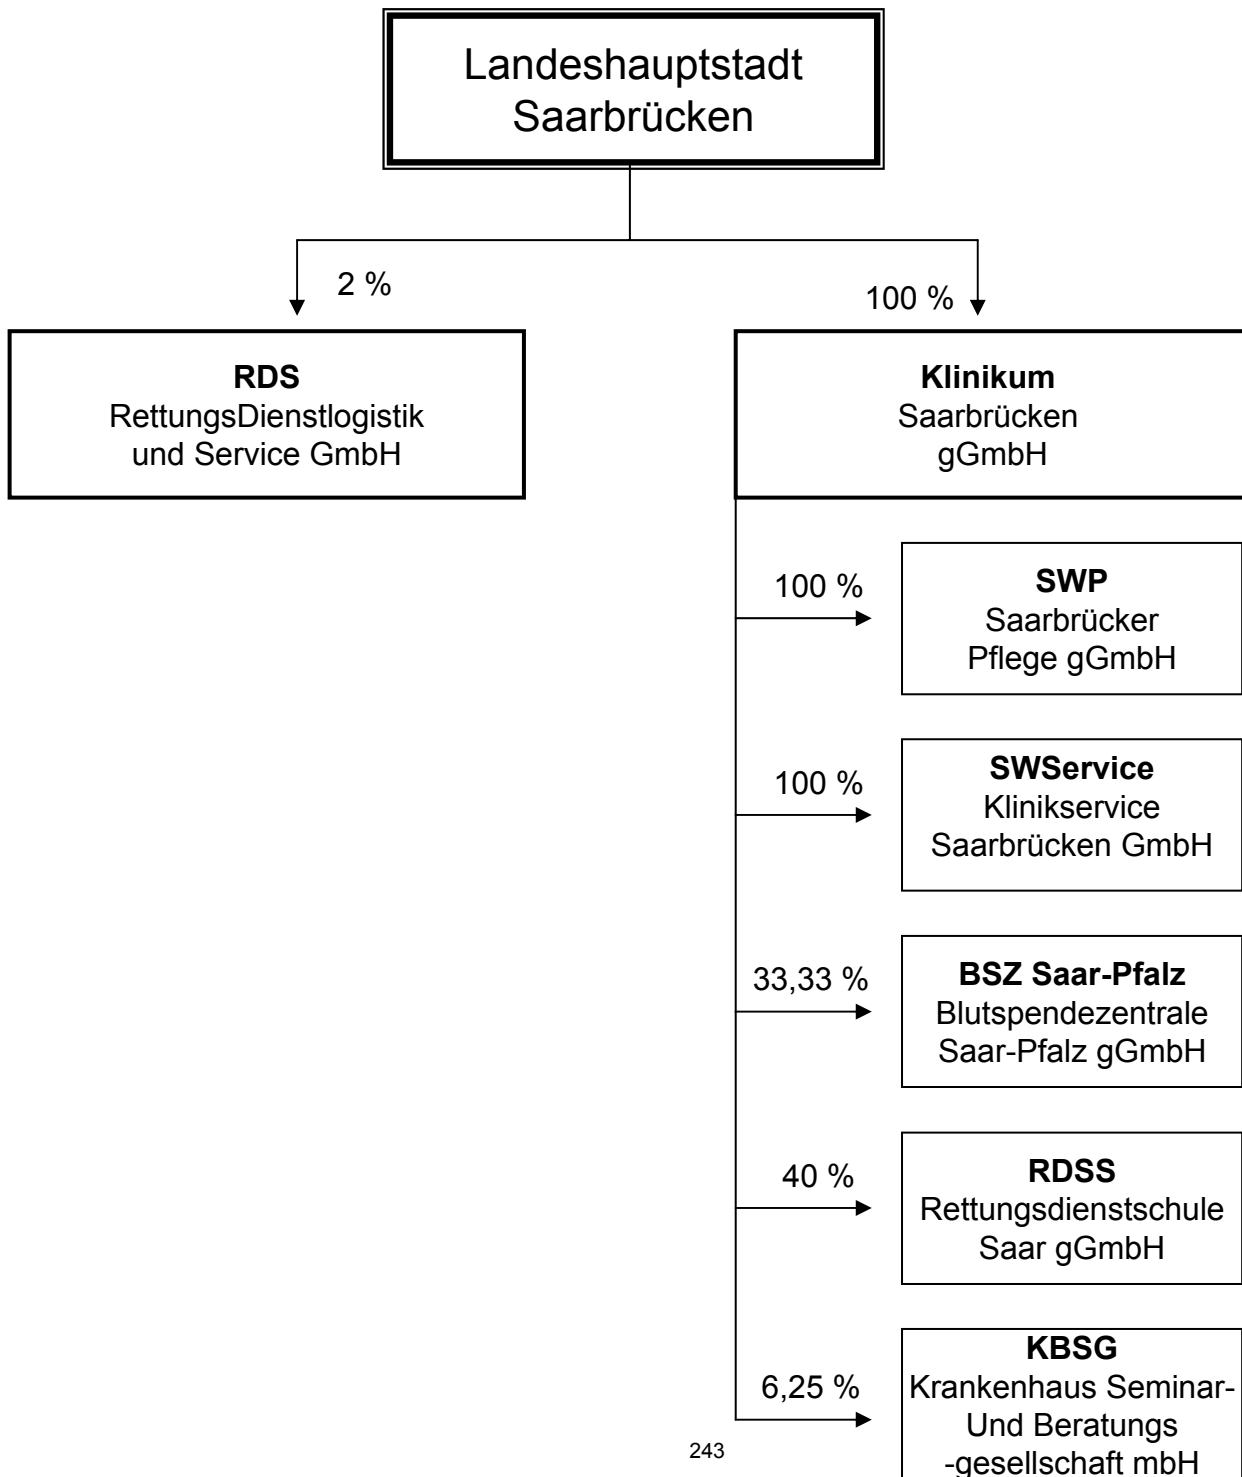 Landeshauptstadt
Saarbrücken
2 %
100 %
RDS
RettungsDienstlogistik
und Service GmbH
Klinikum
Saarbrücken
gGmbH
100 %
SWP
Saarbrücker
Pflege gGmbH
100 %
SWService
Klinikservice
Saarbrücken GmbH
33,33 %
BSZ Saar-Pfalz
Blutspendezentrale
Saar-Pfalz gGmbH
40 %
RDSS
Rettungsdienstschule
Saar gGmbH
6,25 %
KBSG
Krankenhaus Seminar-
Und Beratungs
-gesellschaft mbH
243